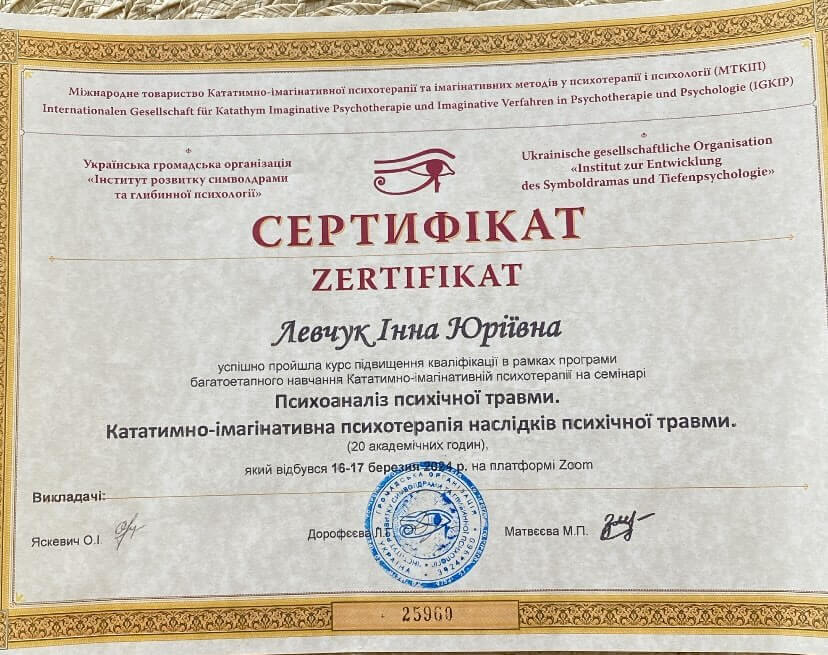 Міжнародне товариство Кататимно-імагінативної психотерапії та імагінативних методів у психотерапії і психології (МТКІП)
Internationalen Gesellschaft für Katathym Imaginative Psychotherapie und Imaginative Verfahren in Psychotherapie und Psychologie (IGKIP)
Українська громадська організація
«Інститут розвитку символдрами
та глибинної психології»
Ukrainische gesellschaftliche Organisation
«Institut zur Entwicklung
des Symboldramas und Tiefenpsychologie»
СЕРТИФІКАТ
ZERTIFIKAT
Левчук Інна Юріївна
успішно пройшла курс підвищення кваліфікації в рамках програми
багатоетапного навчання Кататимно-імагінативній психотерапії на семінарі
Психоаналіз психічної травми.
Кататимно-імагінативна психотерапія наслідків психічної травми.
(20 академічних годин),
який відбувся 16-17 березня 2024 р. на платформі Zoom
Викладачі:
Яскевич О.І.
Дорофєєва Л.
Матвєєва М.П.
ГРОМАДСЬКА ОРГАНІЗАЦІЯ
УКРАЇНА
25960